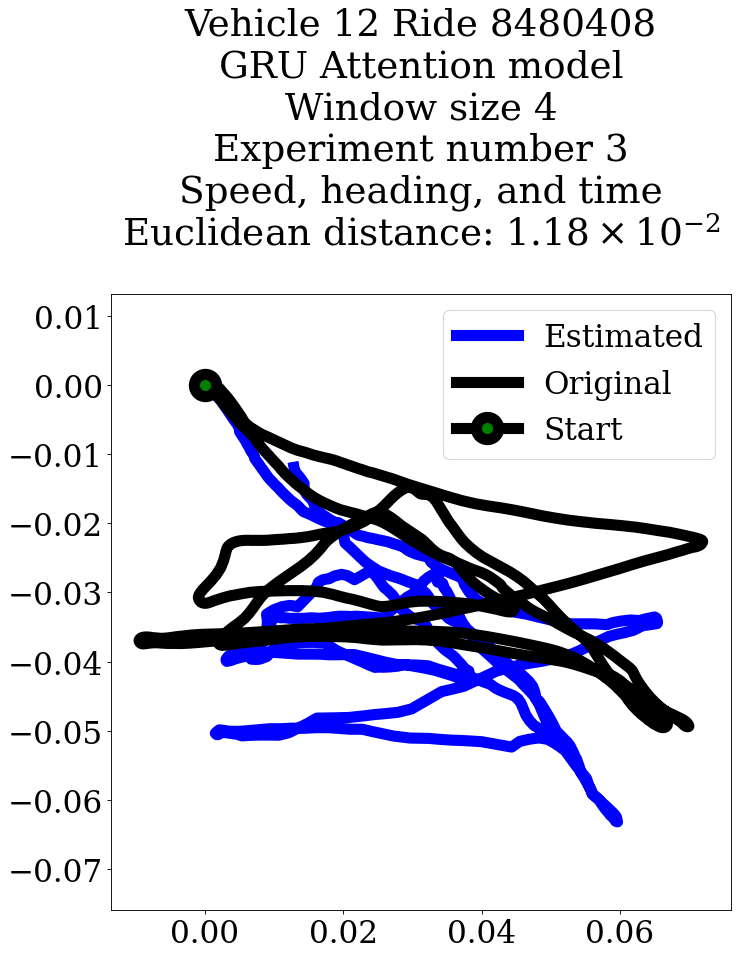 Vehicle 12 Ride 8480408
GRU Attention model
Window size 4
Experiment number 3
Speed, heading, and time
Euclidean distance: 1.18 × 10⁻²
Estimated
Original
Start
0.01
0.00
−0.01
−0.02
−0.03
−0.04
−0.05
−0.06
−0.07
0.00 0.02 0.04 0.06